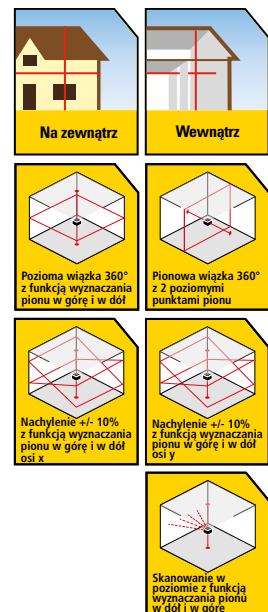 Na zewnątrz
Wewnątrz
Pozioma wiązka 360°
z funkcją wyznaczania
pionu w górę i w dół
Pionowa wiązka 360°
z 2 poziomymi
punktami pionu
Nachylenie +/- 10%
z funkcją wyznaczania
pionu w górę i w dół
osi x
Nachylenie +/- 10%
z funkcją wyznaczania
pionu w górę i w dół
osi y
Skanowanie w
poziomie z funkcją
wyznaczania pionu
w dół i w górę